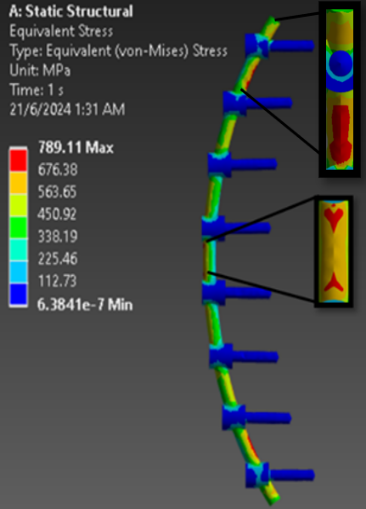 A: Static Structural
Equivalent Stress
Type: Equivalent (von-Mises) Stress
Unit: MPa
Time: 1 s
21/6/2024 1:31 AM
789.11 Max
676.38
563.65
450.92
338.19
225.46
112.73
6.3841e-7 Min